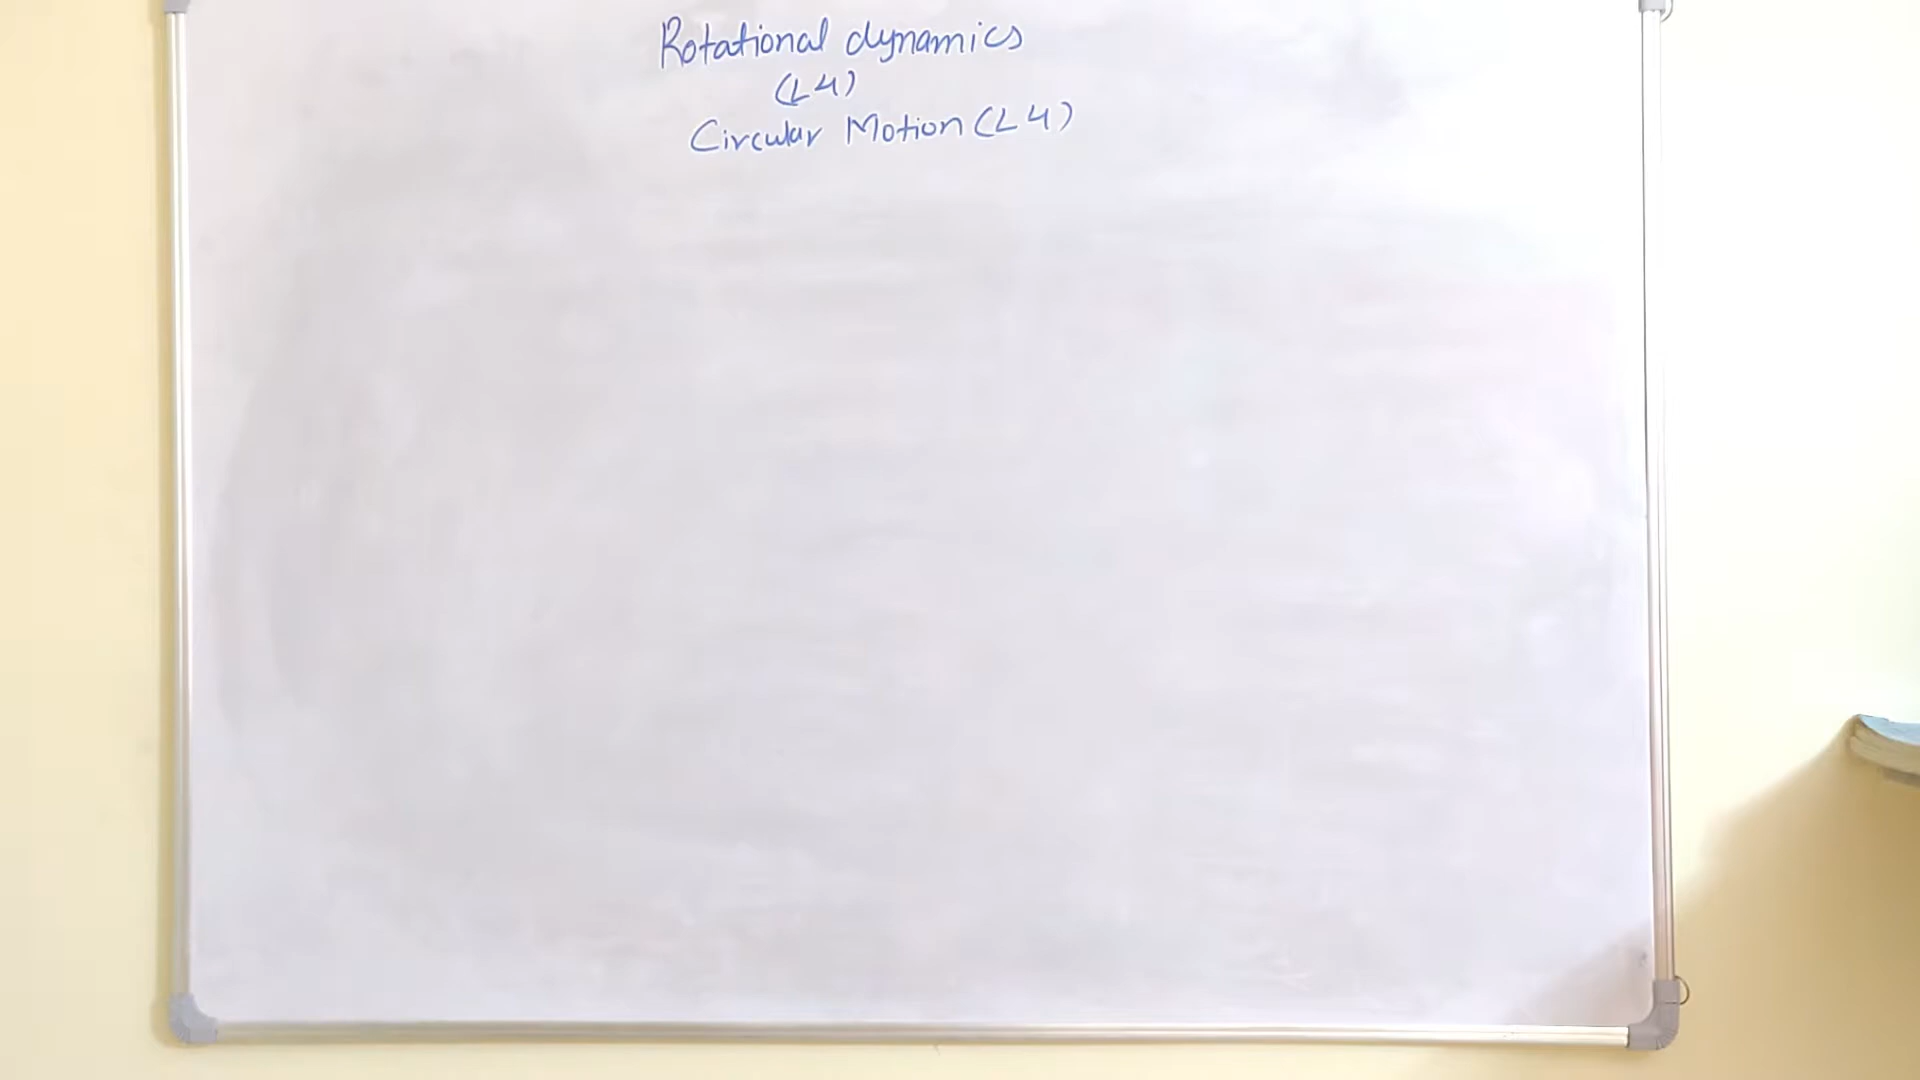 Rotational dynamics
(L4)
Circular Motion (L4)